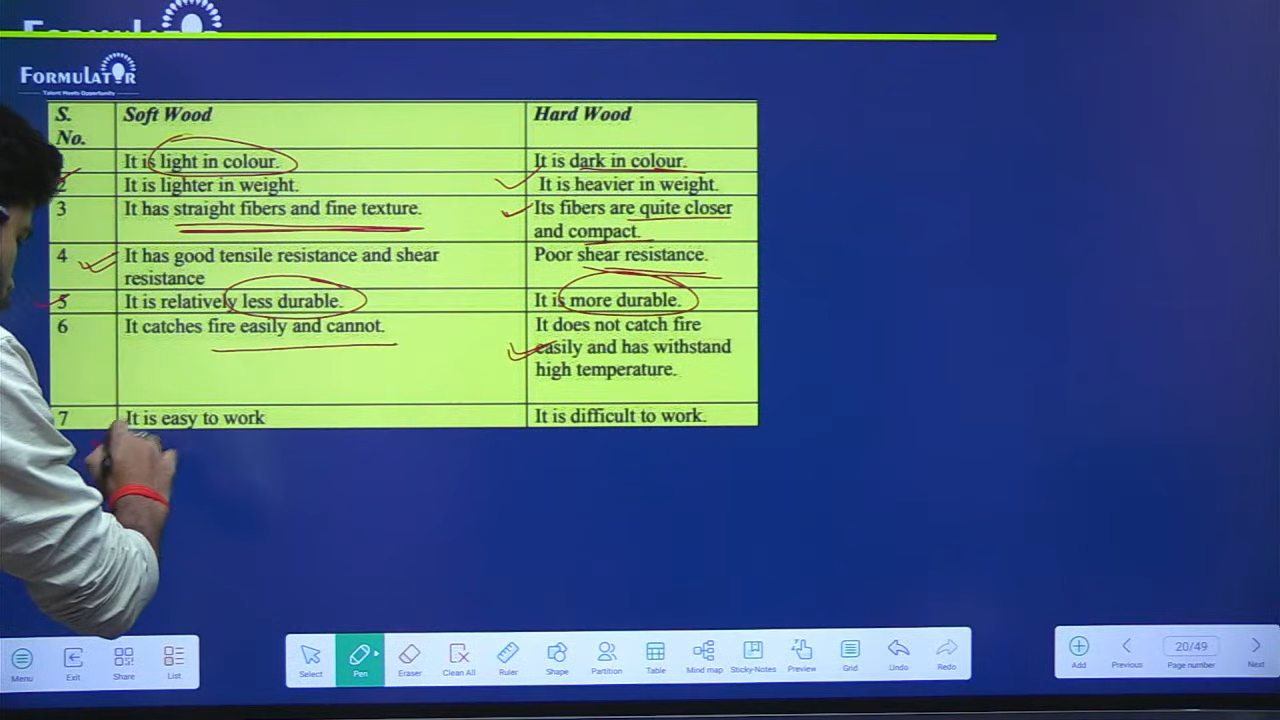 FORMULATOR
FORMULATOR
Talent Meets Opportunity
S. No. Soft Wood Hard Wood
1 It is light in colour. It is dark in colour.
2 It is lighter in weight. It is heavier in weight.
3 It has straight fibers and fine texture. Its fibers are quite closer
and compact.
4 It has good tensile resistance and shear Poor shear resistance.
resistance
5 It is relatively less durable. It is more durable.
6 It catches fire easily and cannot. It does not catch fire
easily and has withstand
high temperature.
7 It is easy to work It is difficult to work.
Menu Exit Share List Select Pen Eraser Clean All Ruler Shape Partition Table Mind map Sticky-Notes Preview Grid Undo Redo Add Previous 20/49 Page number Next